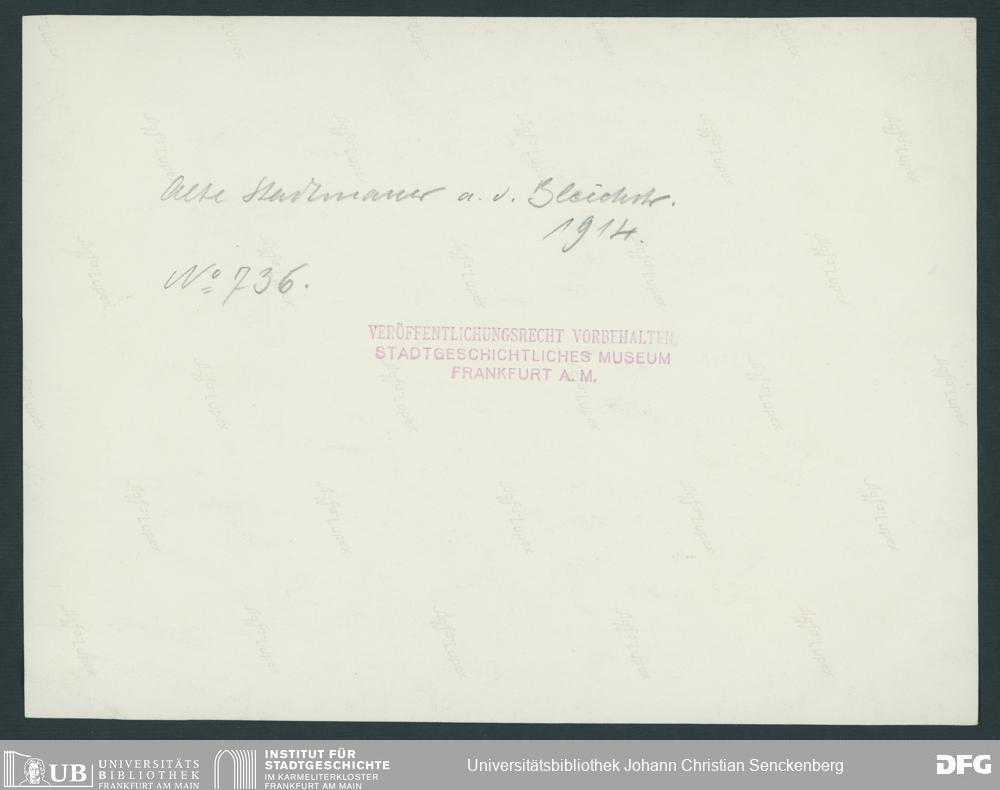 Alte Stadtmauer a. d. Bleichstr.
1914.
No 736.
VERÖFFENTLICHUNGSRECHT VORBEHALTEN,
STADTGESCHICHTLICHES MUSEUM
FRANKFURT A. M.
UB UNIVERSITÄTS
BIBLIOTHEK
FRANKFURT AM MAIN
INSTITUT FÜR
STADTGESCHICHTE
IM KARMELITERKLOSTER
FRANKFURT AM MAIN
Universitätsbibliothek Johann Christian Senckenberg
DFG